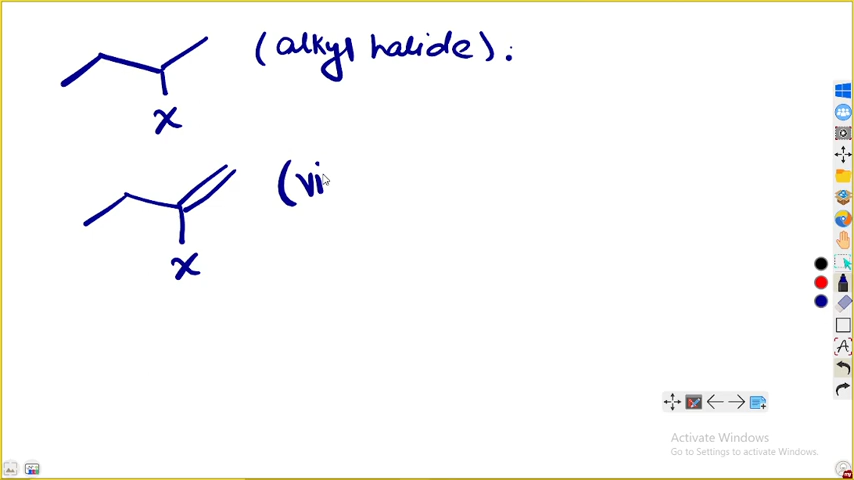 (alkyl halide).
x
(vi
x
Activate Windows
Go to Settings to activate Windows.